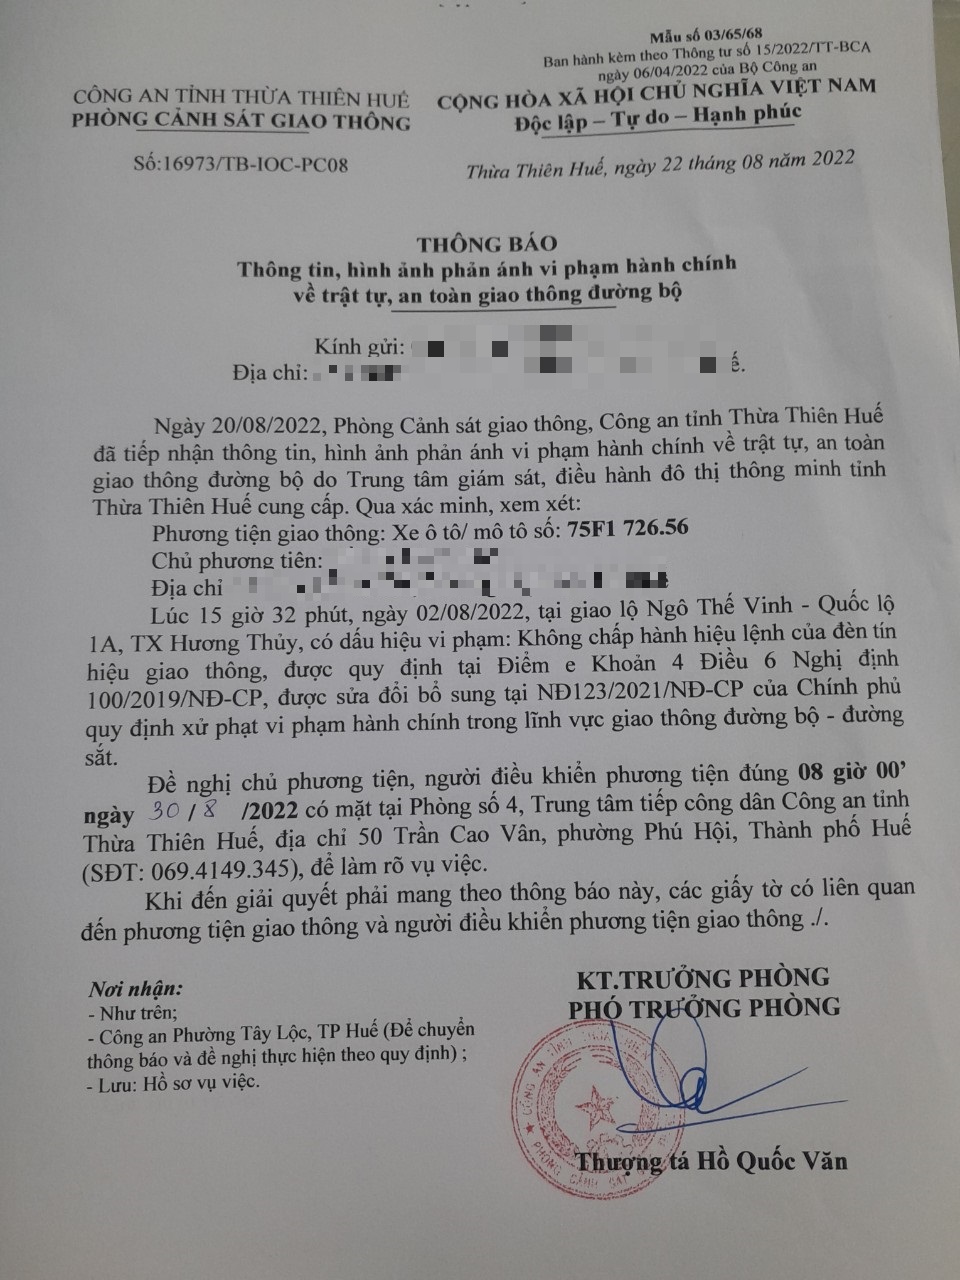 Mẫu số 03/65/68
Ban hành kèm theo Thông tư số 15/2022/TT-BCA
ngày 06/04/2022 của Bộ Công an
CÔNG AN TỈNH THỪA THIÊN HUẾ
PHÒNG CẢNH SÁT GIAO THÔNG
CỘNG HÒA XÃ HỘI CHỦ NGHĨA VIỆT NAM
Độc lập – Tự do – Hạnh phúc
Số:16973/TB-IOC-PC08
Thừa Thiên Huế, ngày 22 tháng 08 năm 2022
THÔNG BÁO
Thông tin, hình ảnh phản ánh vi phạm hành chính
về trật tự, an toàn giao thông đường bộ
Kính gửi:
Địa chỉ:
Ngày 20/08/2022, Phòng Cảnh sát giao thông, Công an tỉnh Thừa Thiên Huế
đã tiếp nhận thông tin, hình ảnh phản ánh vi phạm hành chính về trật tự, an toàn
giao thông đường bộ do Trung tâm giám sát, điều hành đô thị thông minh tỉnh
Thừa Thiên Huế cung cấp. Qua xác minh, xem xét:
Phương tiện giao thông: Xe ô tô/ mô tô số: 75F1 726.56
Chủ phương tiên:
Địa chỉ
Lúc 15 giờ 32 phút, ngày 02/08/2022, tại giao lộ Ngô Thế Vinh - Quốc lộ
1A, TX Hương Thủy, có dấu hiệu vi phạm: Không chấp hành hiệu lệnh của đèn tín
hiệu giao thông, được quy định tại Điểm e Khoản 4 Điều 6 Nghị định
100/2019/NĐ-CP, được sửa đổi bổ sung tại NĐ123/2021/NĐ-CP của Chính phủ
quy định xử phạt vi phạm hành chính trong lĩnh vực giao thông đường bộ - đường
sắt.
Đề nghị chủ phương tiện, người điều khiển phương tiện đúng 08 giờ 00’
ngày 30/8 /2022 có mặt tại Phòng số 4, Trung tâm tiếp công dân Công an tỉnh
Thừa Thiên Huế, địa chỉ 50 Trần Cao Vân, phường Phú Hội, Thành phố Huế
(SĐT: 069.4149.345), để làm rõ vụ việc.
Khi đến giải quyết phải mang theo thông báo này, các giấy tờ có liên quan
đến phương tiện giao thông và người điều khiển phương tiện giao thông ./.
Nơi nhận:
- Như trên;
- Công an Phường Tây Lộc, TP Huế (Để chuyển
thông báo và đề nghị thực hiện theo quy định) ;
- Lưu: Hồ sơ vụ việc.
KT.TRƯỞNG PHÒNG
PHÓ TRƯỞNG PHÒNG
Thượng tá Hồ Quốc Văn